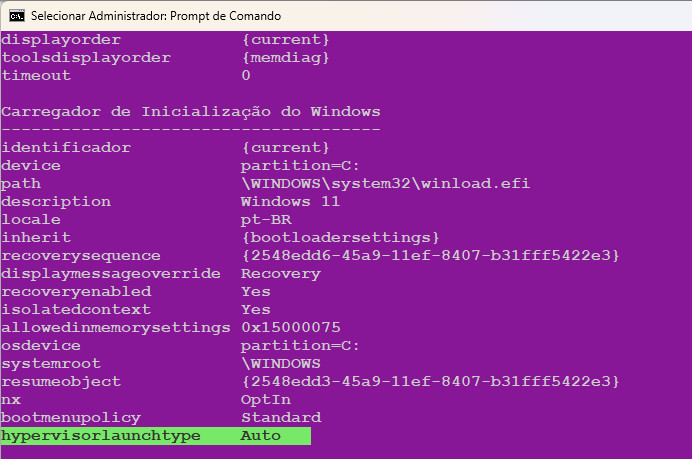 Selecionar Administrador: Prompt de Comando
displayorder            {current}
toolsdisplayorder       {memdiag}
timeout                 0

Carregador de Inicialização do Windows
--------------------------------------
identificador           {current}
device                  partition=C:
path                    \WINDOWS\system32\winload.efi
description             Windows 11
locale                  pt-BR
inherit                 {bootloadersettings}
recoverysequence        {2548edd6-45a9-11ef-8407-b31fff5422e3}
displaymessageoverride  Recovery
recoveryenabled         Yes
isolatedcontext         Yes
allowedinmemorysettings 0x15000075
osdevice                partition=C:
systemroot              \WINDOWS
resumeobject            {2548edd3-45a9-11ef-8407-b31fff5422e3}
nx                      OptIn
bootmenupolicy          Standard
hypervisorlaunchtype    Auto